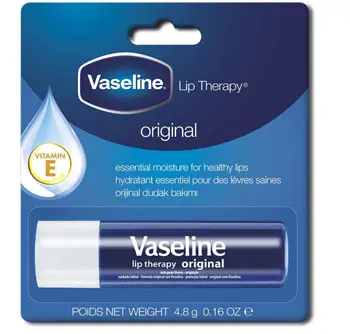 Vaseline® Lip Therapy®
original
VITAMIN
E
essential moisture for healthy lips
hydratant essentiel pour des lèvres saines
orijinal dudak bakımı
Vaseline
lip therapy original
POIDS NET WEIGHT 4.8 g 0.16 OZ e